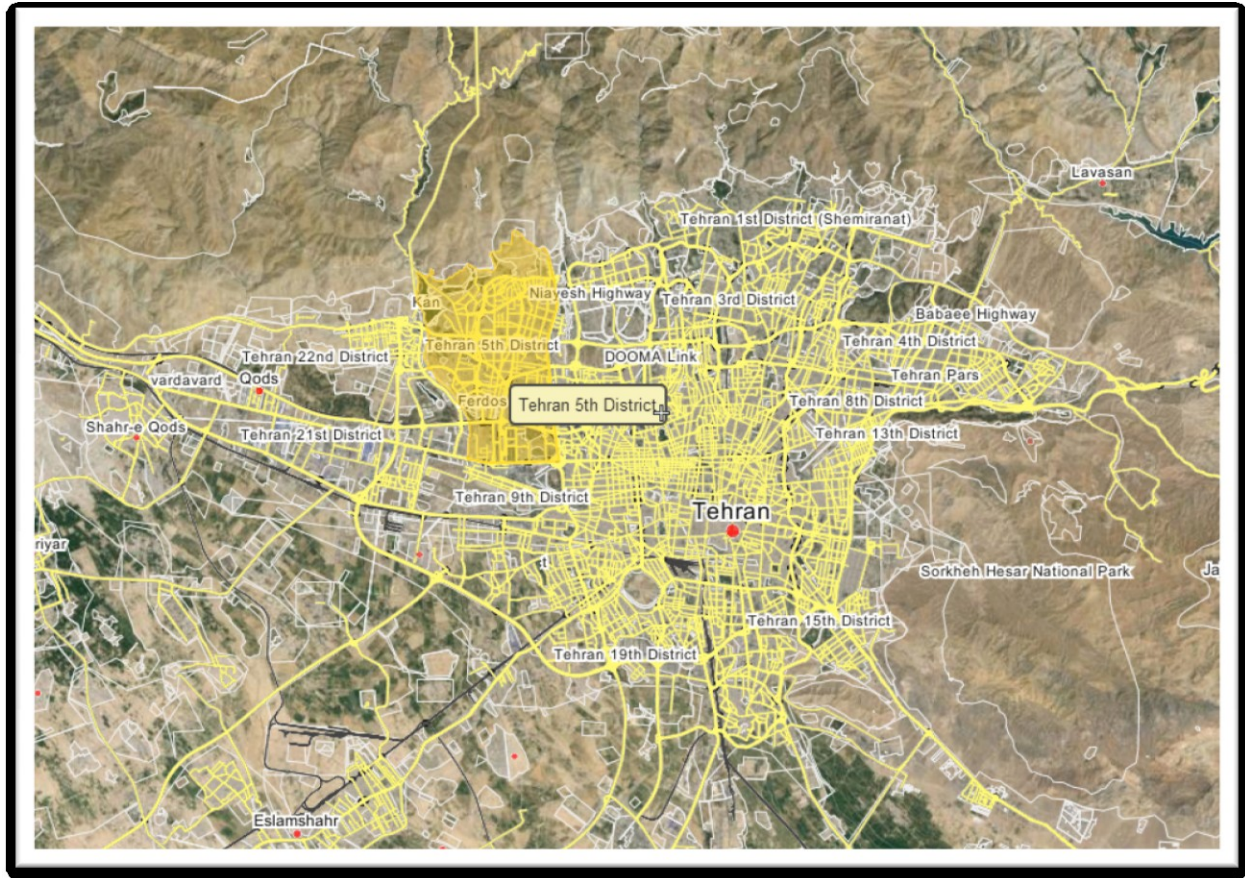 Lavasan
Tehran 1st District (Shemiranat)
Kan
Niayesh Highway
Tehran 3rd District
Babaee Highway
Tehran 5th District
Tehran 4th District
Tehran 22nd District
DOOMA Link
vardavard
Qods
Tehran Pars
Ferdos
Tehran 5th District
Tehran 8th District
Shahr-e Qods
Tehran 21st District
Tehran 13th District
Tehran 9th District
Tehran
riyar
Sorkheh Hesar National Park
Ja
Tehran 15th District
Tehran 19th District
Eslamshahr